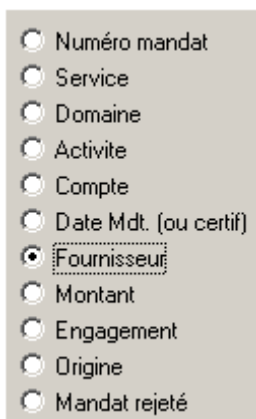 Numéro mandat
Service
Domaine
Activite
Compte
Date Mdt. (ou certif)
Fournisseur
Montant
Engagement
Origine
Mandat rejeté